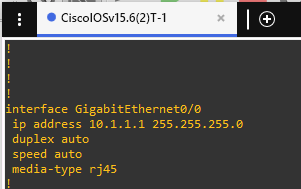 CiscoIOSv15.6(2)T-1
!
!
!
!
interface GigabitEthernet0/0
ip address 10.1.1.1 255.255.255.0
duplex auto
speed auto
media-type rj45
!